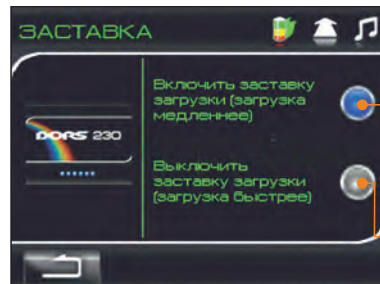 ЗАСТАВКА
Включить заставку
загрузки (загрузка
медленнее)
DORS 230
Выключить
заставку загрузки
(загрузка быстрее)